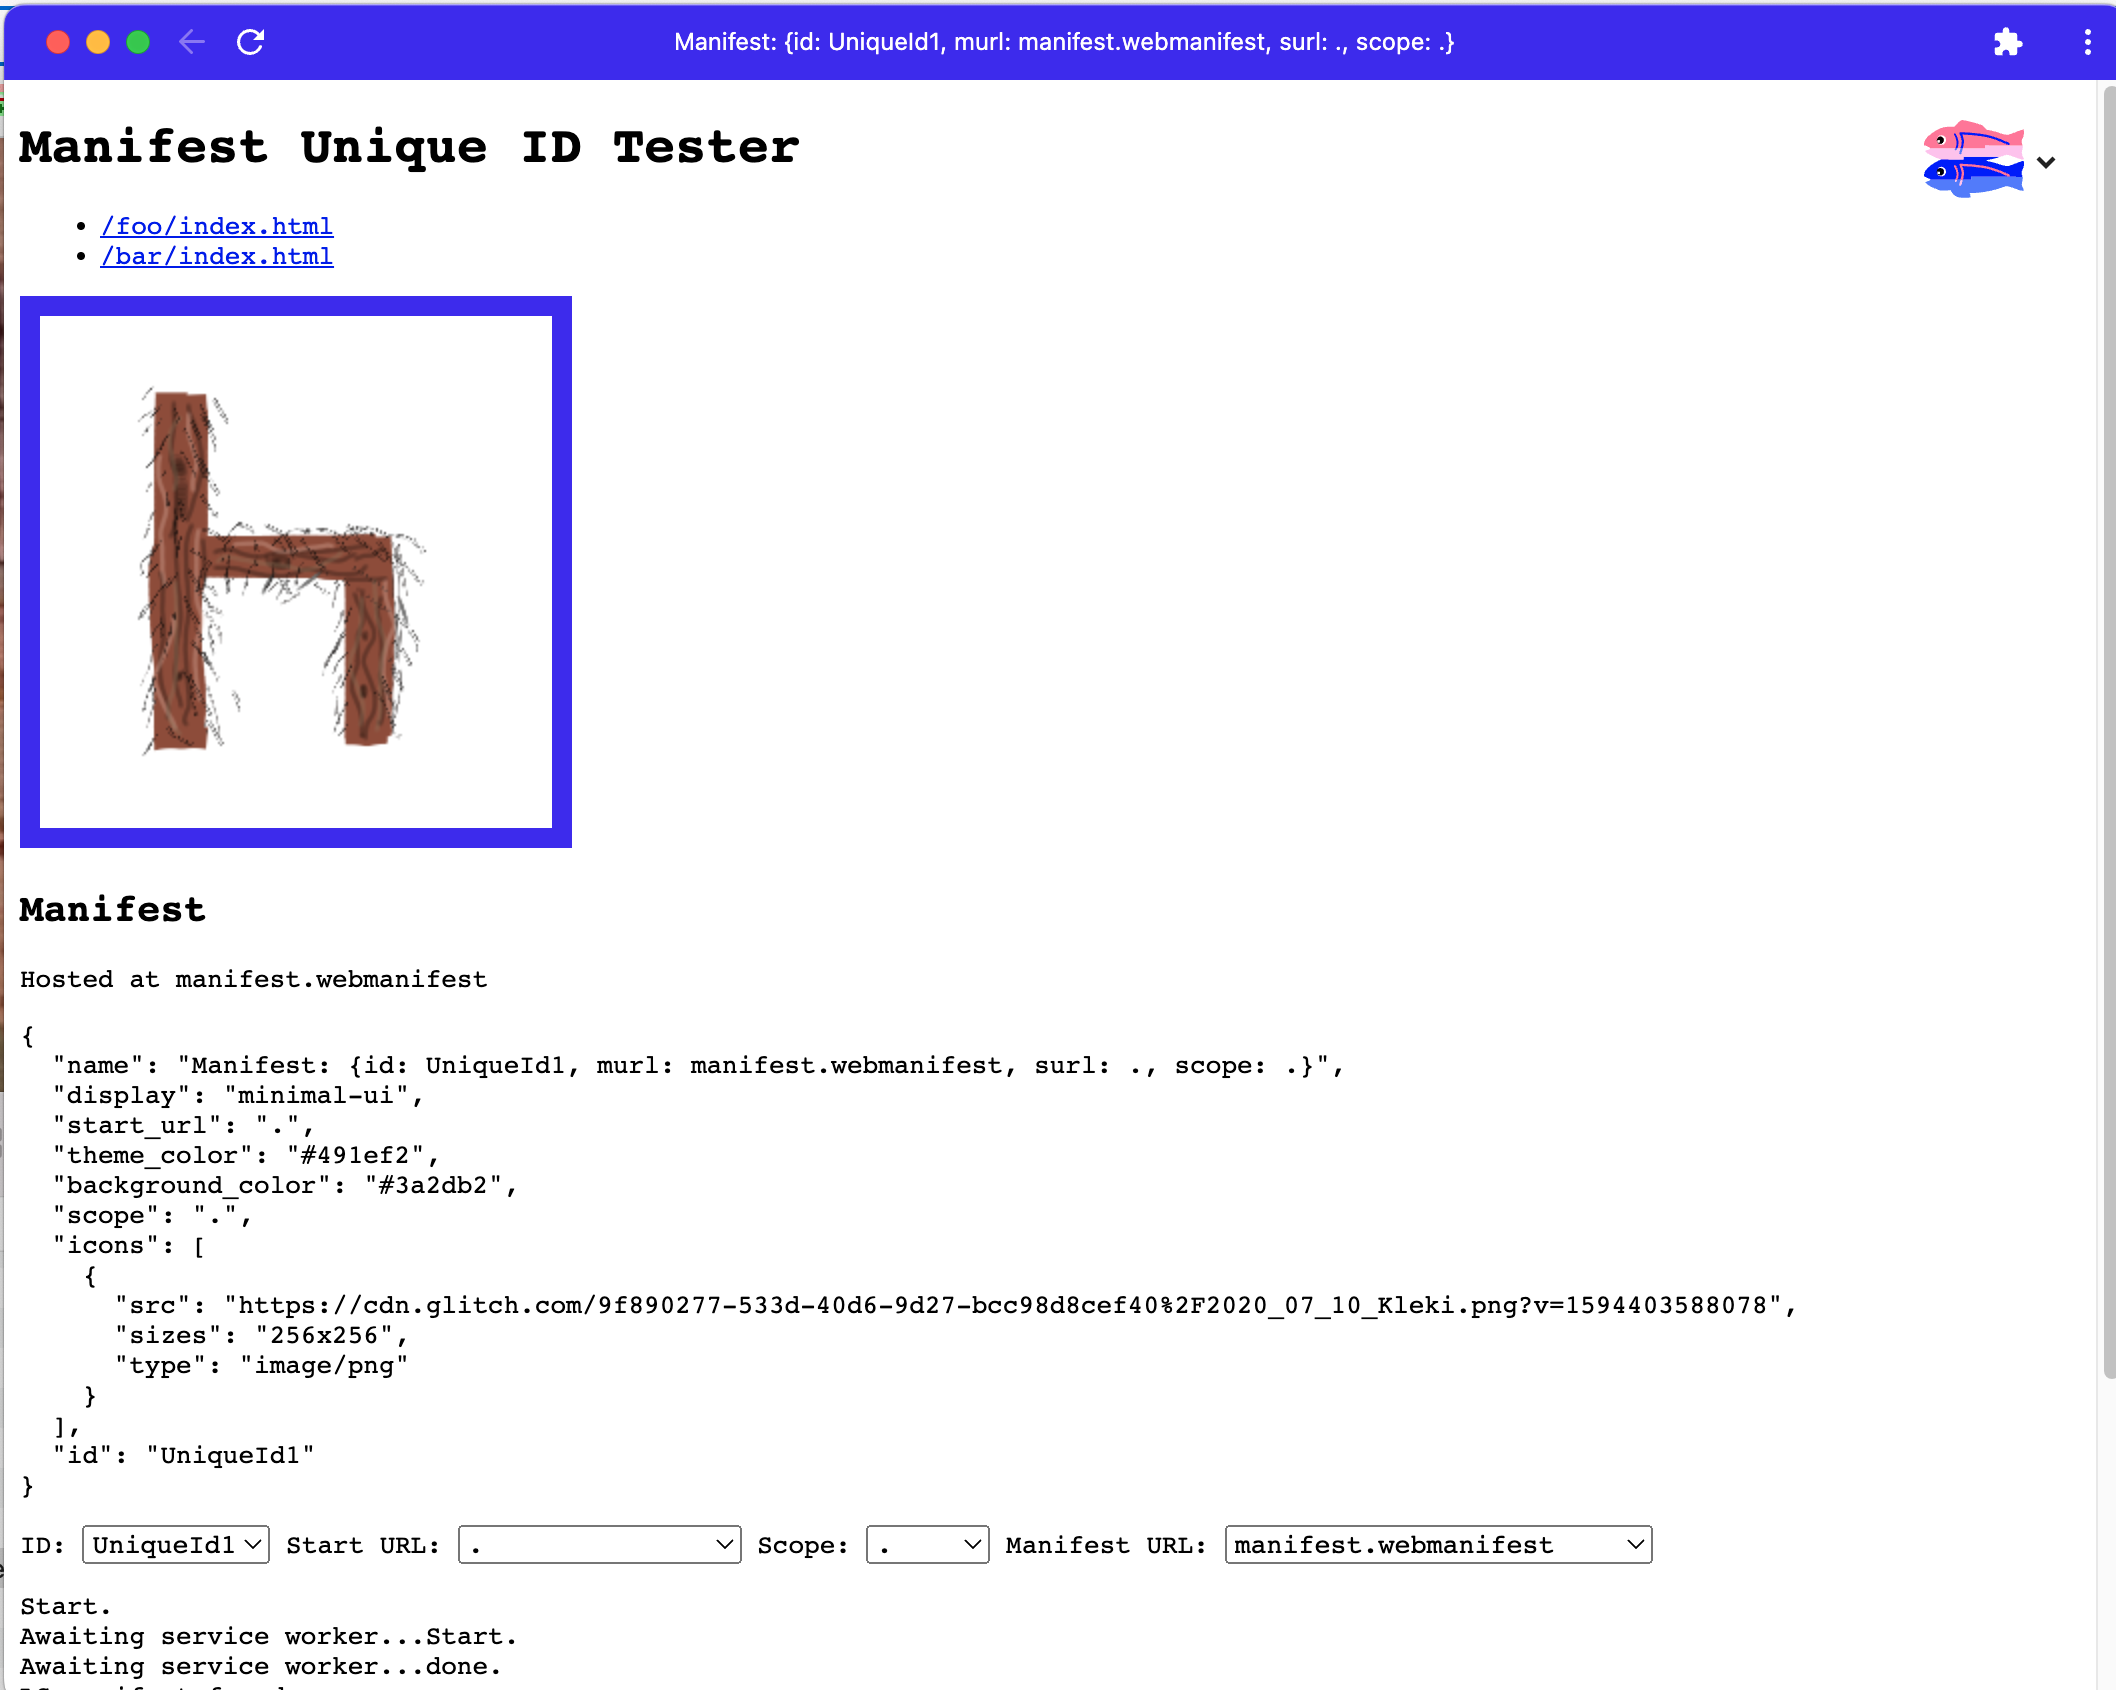 Manifest: {id: UniqueId1, murl: manifest.webmanifest, surl: ., scope: .}
Manifest Unique ID Tester
/foo/index.html
/bar/index.html
h
Manifest
Hosted at manifest.webmanifest
{
"name": "Manifest: {id: UniqueId1, murl: manifest.webmanifest, surl: ., scope: .}",
"display": "minimal-ui",
"start_url": ".",
"theme_color": "#491ef2",
"background_color": "#3a2db2",
"scope": ".",
"icons": [
{
"src": "https://cdn.glitch.com/9f890277-533d-40d6-9d27-bcc98d8cef40%2F2020_07_10_Kleki.png?v=1594403588078",
"sizes": "256x256",
"type": "image/png"
}
],
"id": "UniqueId1"
}
ID: UniqueId1 Start URL: . Scope: . Manifest URL: manifest.webmanifest
Start.
Awaiting service worker...Start.
Awaiting service worker...done.